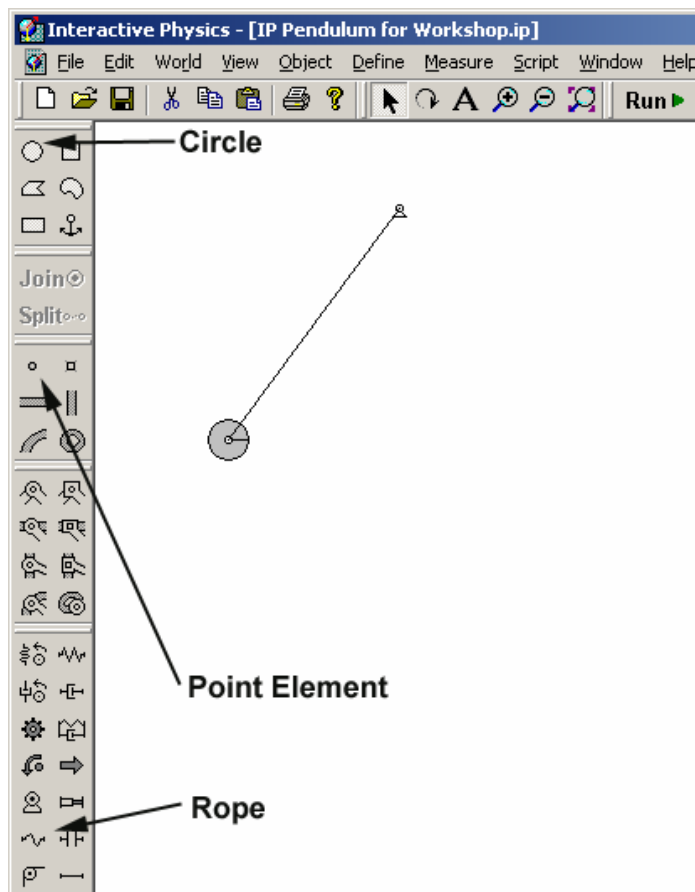 Interactive Physics - [IP Pendulum for Workshop.ip]
File Edit World View Object Define Measure Script Window Help
A Run
Circle
Join
Split
Point Element
Rope